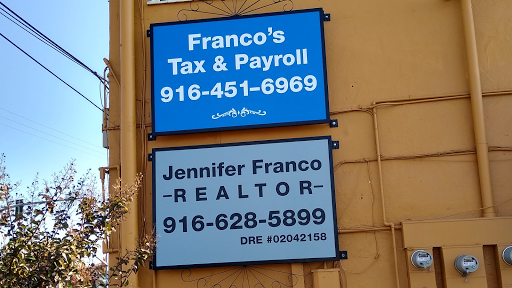 Franco's
Tax & Payroll
916-451-6969
Jennifer Franco
-REALTOR-
916-628-5899
DRE #02042158